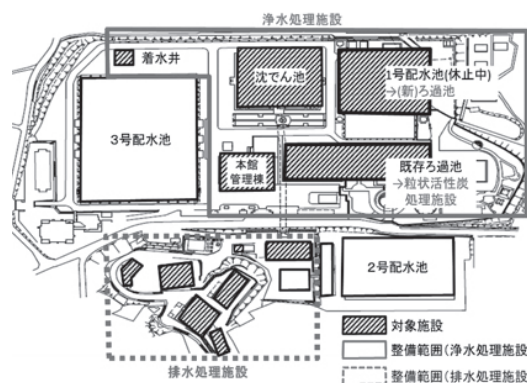 浄水処理施設
着水井
沈でん池
1号配水池(休止中)
→(新)ろ過池
3号配水池
本館
管理棟
既存ろ過池
→粒状活性炭
処理施設
2号配水池
排水処理施設
対象施設
整備範囲(浄水処理施設
整備範囲(排水処理施設